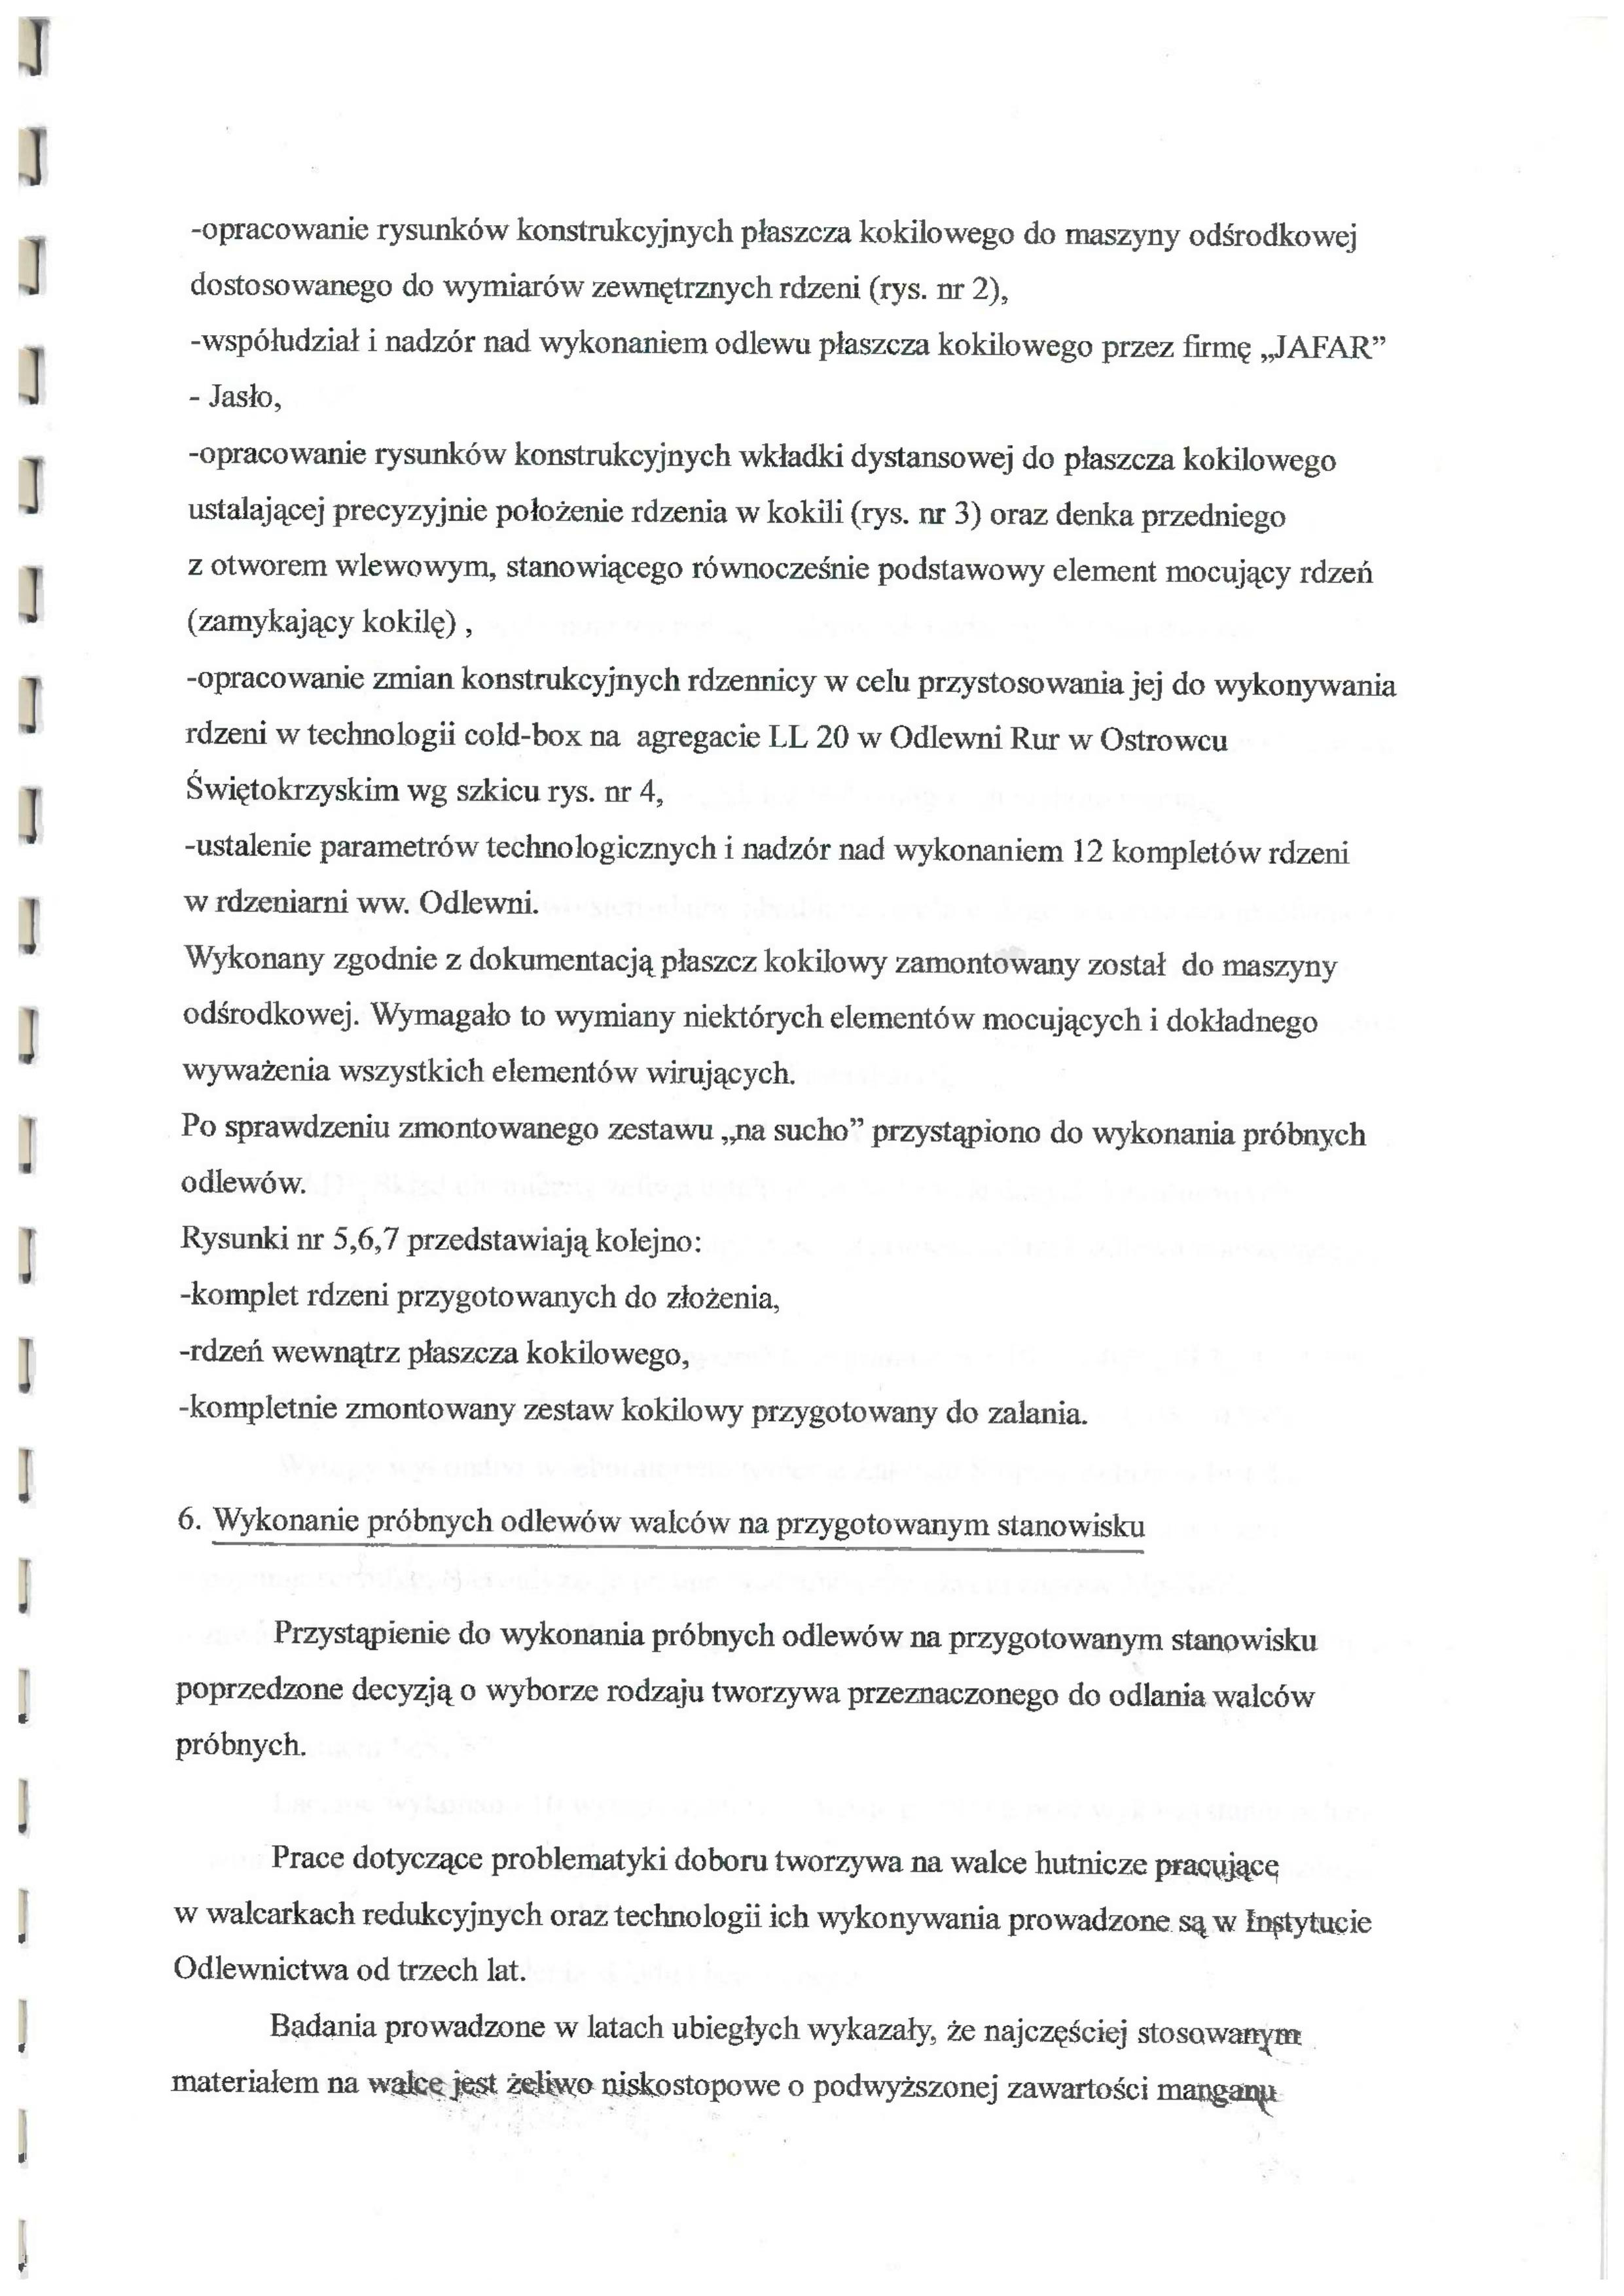 -opracowanie rysunków konstrukcyjnych płaszcza kokilowego do maszyny odśrodkowej
dostosowanego do wymiarów zewnętrznych rdzeni (rys. nr 2),
-współudział i nadzór nad wykonaniem odlewu płaszcza kokilowego przez firmę „JAFAR”
- Jasło,
-opracowanie rysunków konstrukcyjnych wkładki dystansowej do płaszcza kokilowego
ustalającej precyzyjnie położenie rdzenia w kokili (rys. nr 3) oraz denka przedniego
z otworem wlewowym, stanowiącego równocześnie podstawowy element mocujący rdzeń
(zamykający kokilę) ,
-opracowanie zmian konstrukcyjnych rdzennicy w celu przystosowania jej do wykonywania
rdzeni w technologii cold-box na agregacie LL 20 w Odlewni Rur w Ostrowcu
Świętokrzyskim wg szkicu rys. nr 4,
-ustalenie parametrów technologicznych i nadzór nad wykonaniem 12 kompletów rdzeni
w rdzeniarni ww. Odlewni.
Wykonany zgodnie z dokumentacją płaszcz kokilowy zamontowany został do maszyny
odśrodkowej. Wymagało to wymiany niektórych elementów mocujących i dokładnego
wyważenia wszystkich elementów wirujących.
Po sprawdzeniu zmontowanego zestawu „na sucho” przystąpiono do wykonania próbnych
odlewów.
Rysunki nr 5,6,7 przedstawiają kolejno:
-komplet rdzeni przygotowanych do złożenia,
-rdzeń wewnątrz płaszcza kokilowego,
-kompletnie zmontowany zestaw kokilowy przygotowany do zalania.
6. Wykonanie próbnych odlewów walców na przygotowanym stanowisku
Przystąpienie do wykonania próbnych odlewów na przygotowanym stanowisku
poprzedzone decyzją o wyborze rodzaju tworzywa przeznaczonego do odlania walców
próbnych.
Prace dotyczące problematyki doboru tworzywa na walce hutnicze pracujące
w walcarkach redukcyjnych oraz technologii ich wykonywania prowadzone są w Instytucie
Odlewnictwa od trzech lat.
Badania prowadzone w latach ubiegłych wykazały, że najczęściej stosowanym
materiałem na walce jest żeliwo niskostopowe o podwyższonej zawartości manganu